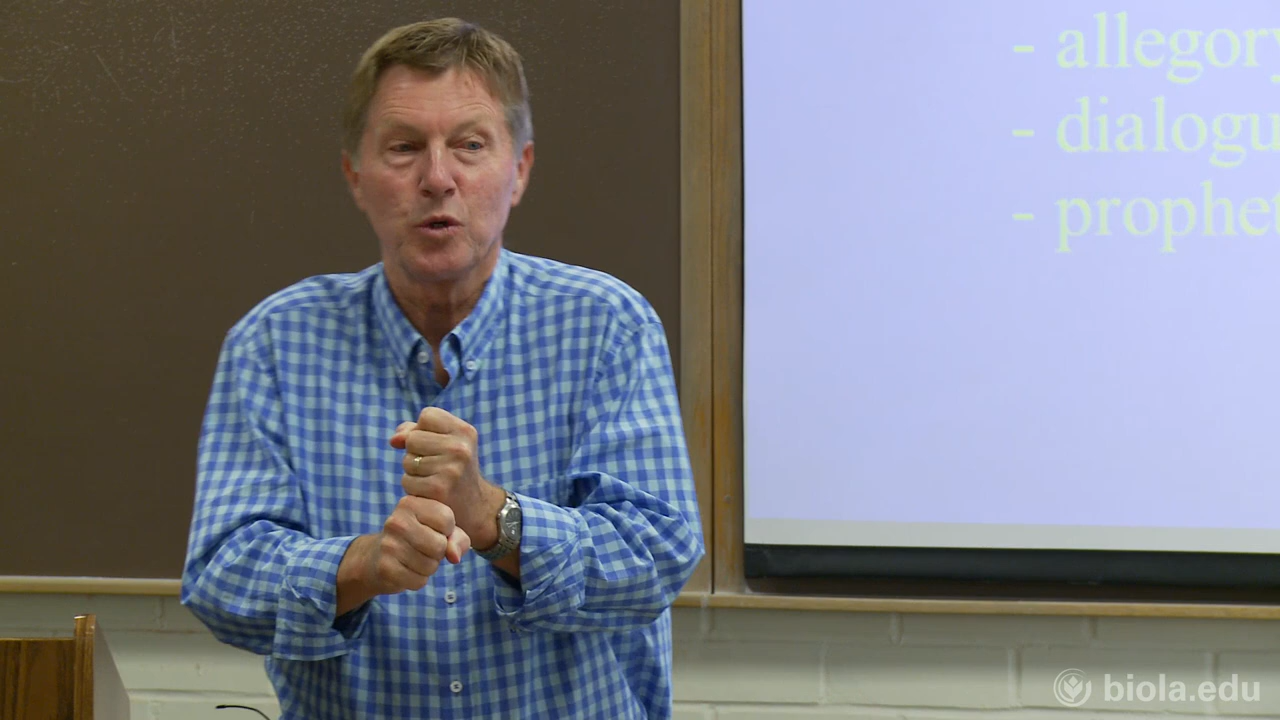 - allegory
- dialogu
- prophet
biola.edu